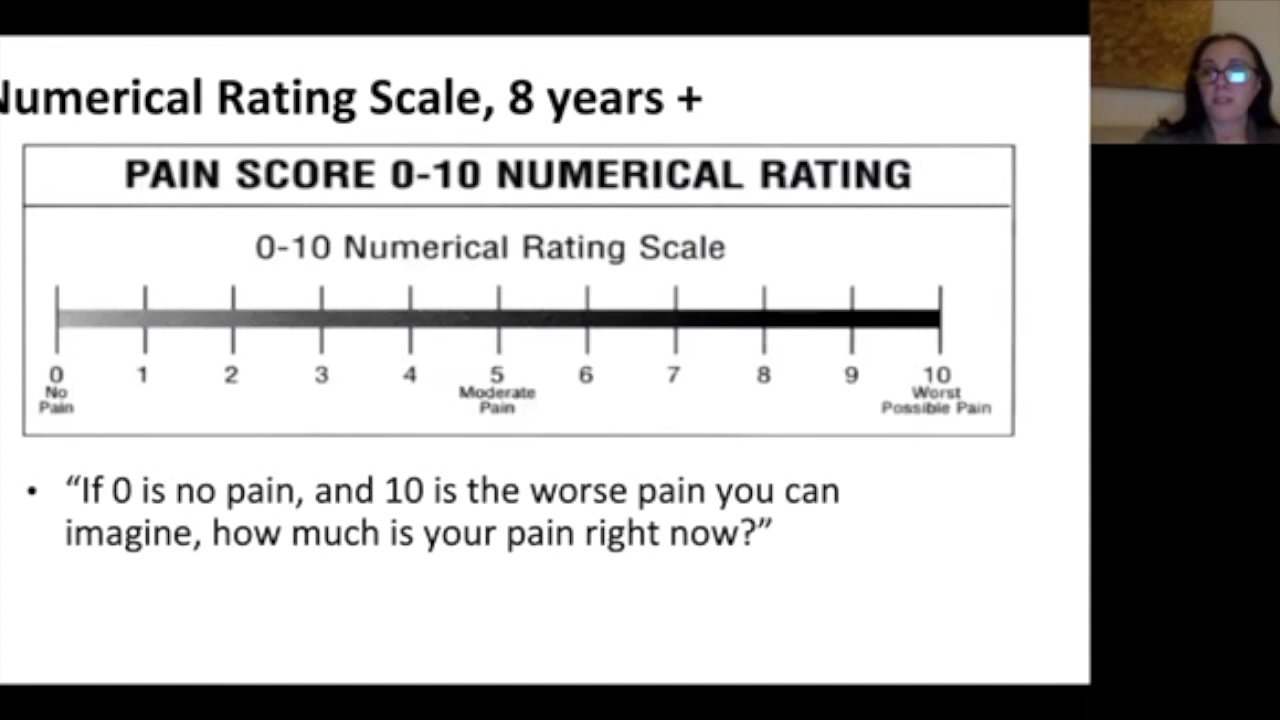 Numerical Rating Scale, 8 years +
PAIN SCORE 0-10 NUMERICAL RATING
0-10 Numerical Rating Scale
0 1 2 3 4 5 6 7 8 9 10
No Pain
Moderate Pain
Worst Possible Pain
• “If 0 is no pain, and 10 is the worse pain you can
imagine, how much is your pain right now?”